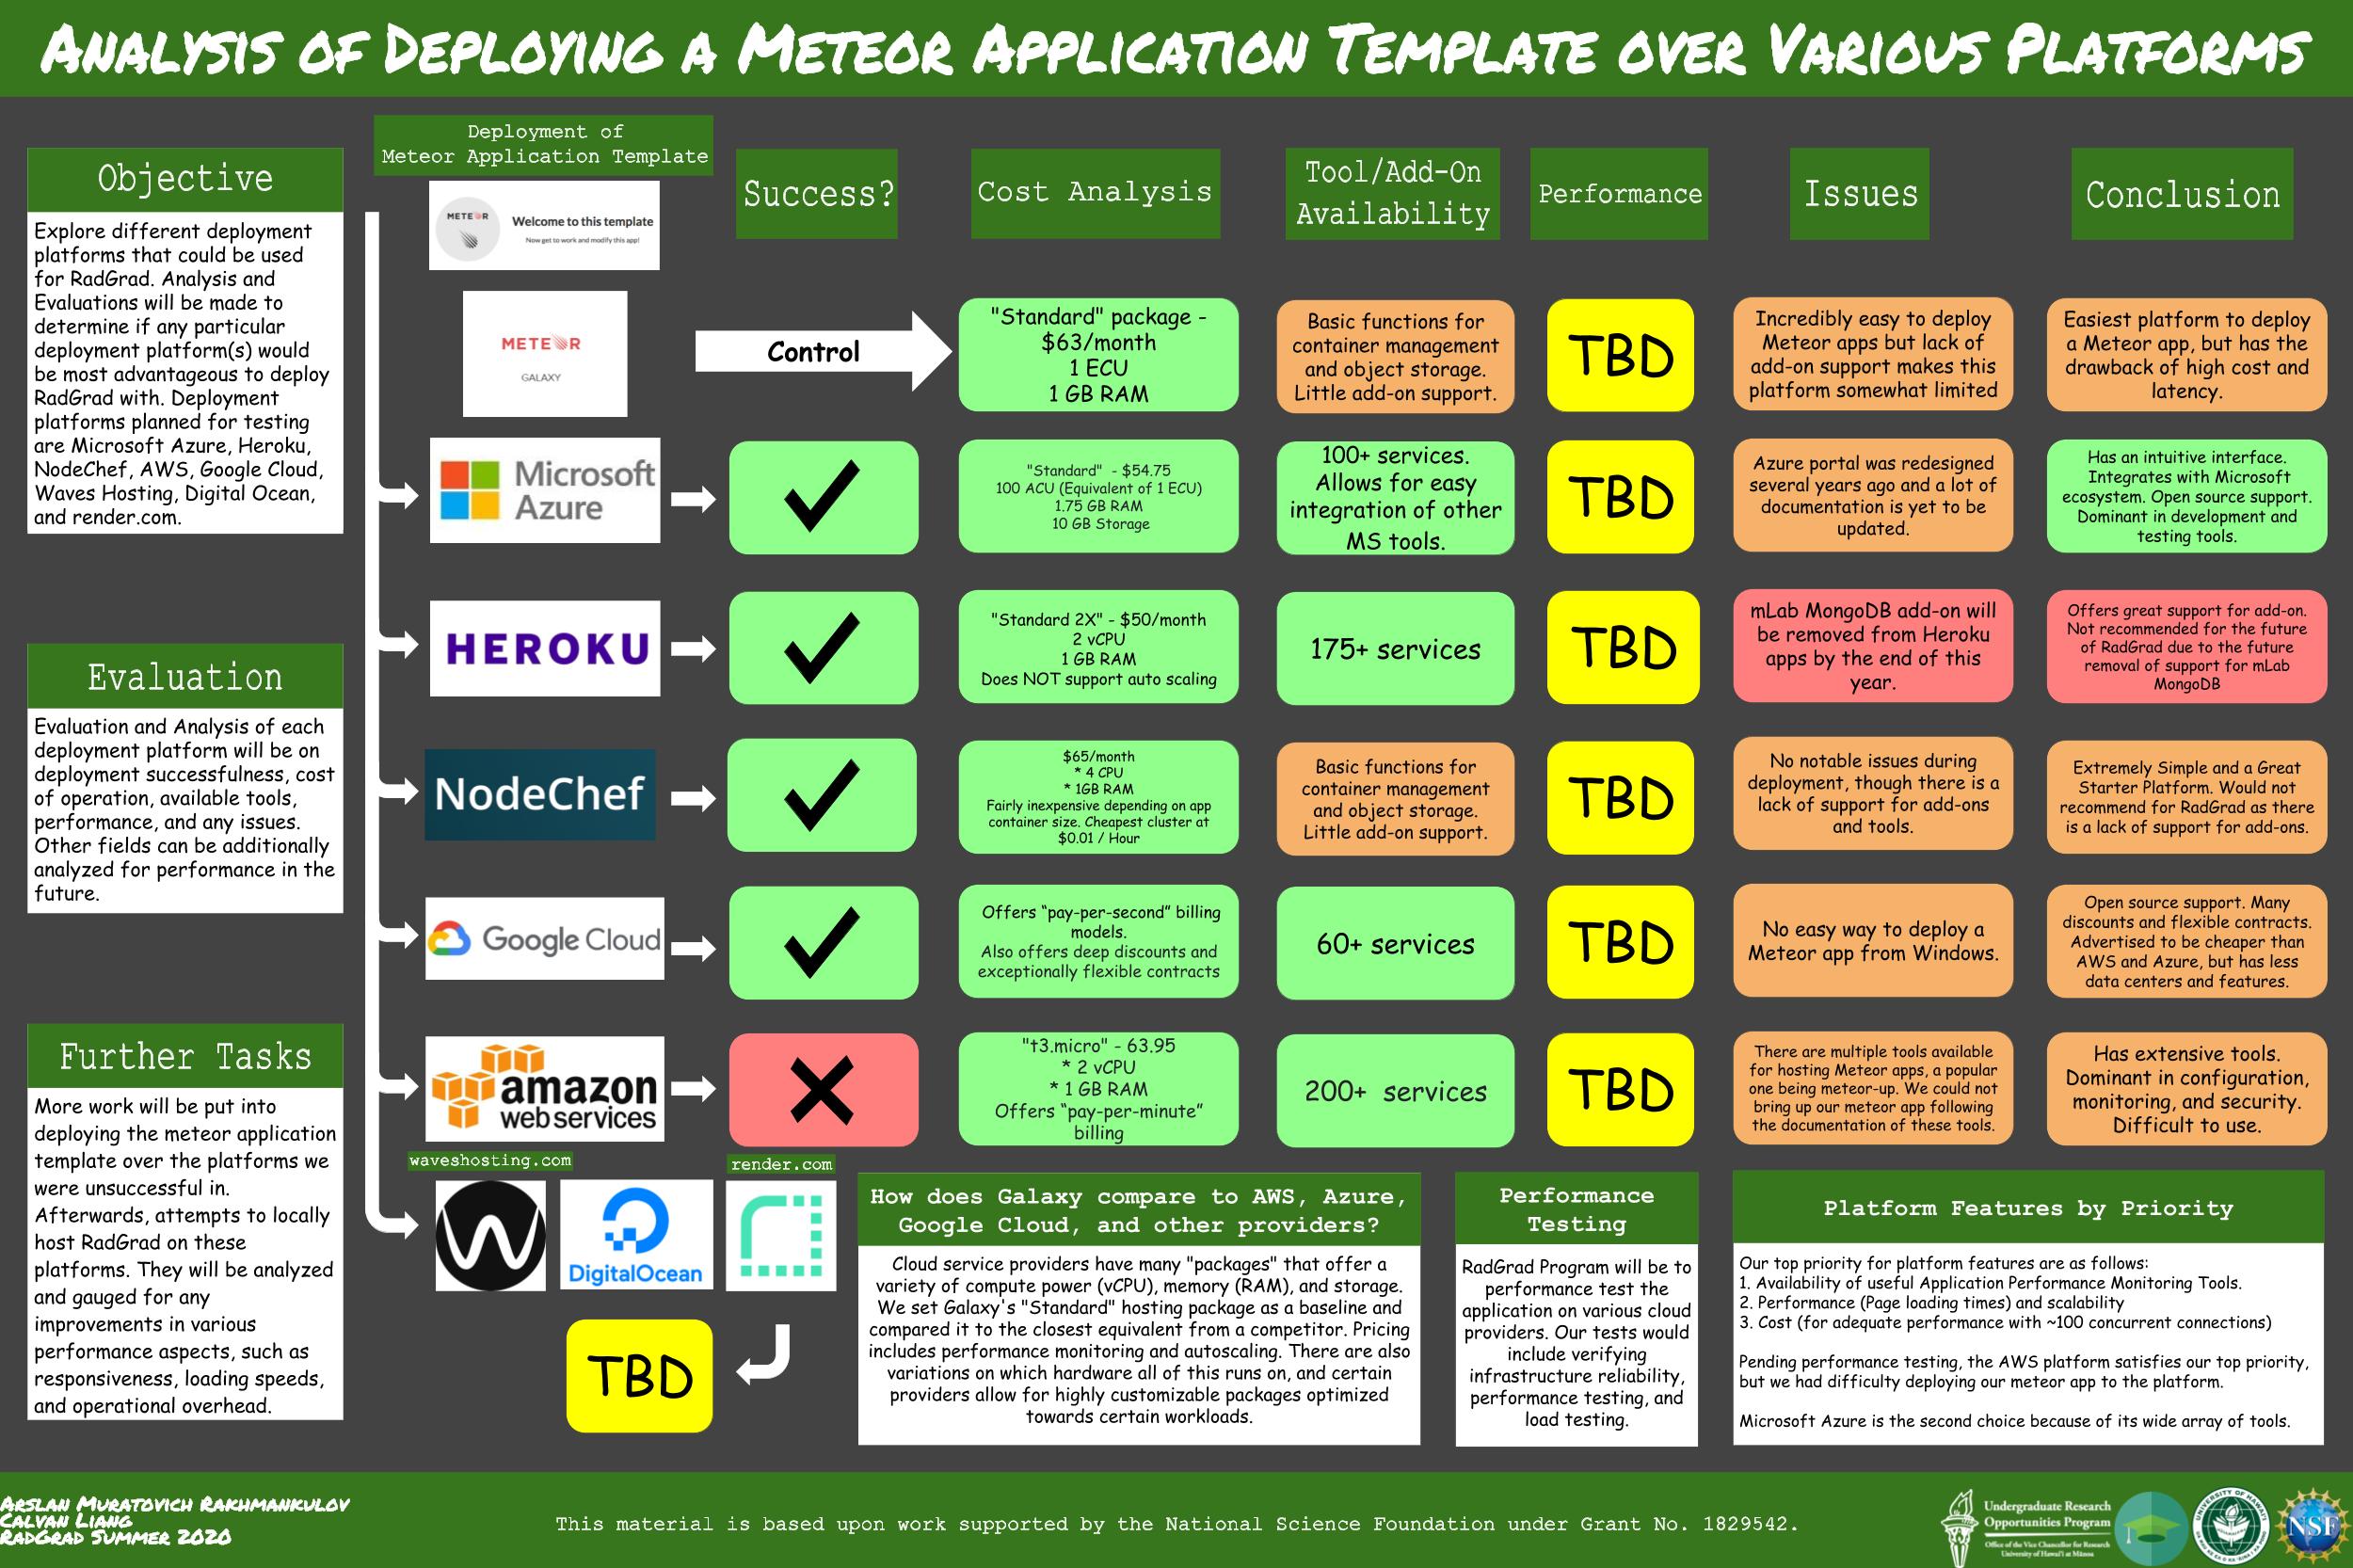 Analysis of Deploying a Meteor Application Template over Various Platforms
Objective
Explore different deployment
platforms that could be used
for RadGrad. Analysis and
Evaluations will be made to
determine if any particular
deployment platform(s) would
be most advantageous to deploy
RadGrad with. Deployment
platforms planned for testing
are Microsoft Azure, Heroku,
NodeChef, AWS, Google Cloud,
Waves Hosting, Digital Ocean,
and render.com.
Evaluation
Evaluation and Analysis of each
deployment platform will be on
deployment successfulness, cost
of operation, available tools,
performance, and any issues.
Other fields can be additionally
analyzed for performance in the
future.
Further Tasks
More work will be put into
deploying the meteor application
template over the platforms we
were unsuccessful in.
Afterwards, attempts to locally
host RadGrad on these
platforms. They will be analyzed
and gauged for any
improvements in various
performance aspects, such as
responsiveness, loading speeds,
and operational overhead.
Deployment of
Meteor Application Template
METEOR
Welcome to this template
Now get to work and modify this app!
Success?
Cost Analysis
Tool/Add-On
Availability
Performance
Issues
Conclusion
METEOR
GALAXY
Control
"Standard" package -
$63/month
1 ECU
1 GB RAM
Basic functions for
container management
and object storage.
Little add-on support.
TBD
Incredibly easy to deploy
Meteor apps but lack of
add-on support makes this
platform somewhat limited
Easiest platform to deploy
a Meteor app, but has the
drawback of high cost and
latency.
Microsoft
Azure
"Standard" - $54.75
100 ACU (Equivalent of 1 ECU)
1.75 GB RAM
10 GB Storage
100+ services.
Allows for easy
integration of other
MS tools.
TBD
Azure portal was redesigned
several years ago and a lot of
documentation is yet to be
updated.
Has an intuitive interface.
Integrates with Microsoft
ecosystem. Open source support.
Dominant in development and
testing tools.
HEROKU
"Standard 2X" - $50/month
2 vCPU
1 GB RAM
Does NOT support auto scaling
175+ services
TBD
mLab MongoDB add-on will
be removed from Heroku
apps by the end of this
year.
Offers great support for add-on.
Not recommended for the future
of RadGrad due to the future
removal of support for mLab
MongoDB
NodeChef
$65/month
* 4 CPU
* 1GB RAM
Fairly inexpensive depending on app
container size. Cheapest cluster at
$0.01 / Hour
Basic functions for
container management
and object storage.
Little add-on support.
TBD
No notable issues during
deployment, though there is a
lack of support for add-ons
and tools.
Extremely Simple and a Great
Starter Platform. Would not
recommend for RadGrad as there
is a lack of support for add-ons.
Google Cloud
Offers “pay-per-second” billing
models.
Also offers deep discounts and
exceptionally flexible contracts
60+ services
TBD
No easy way to deploy a
Meteor app from Windows.
Open source support. Many
discounts and flexible contracts.
Advertised to be cheaper than
AWS and Azure, but has less
data centers and features.
amazon
web services
"t3.micro" - 63.95
* 2 vCPU
* 1 GB RAM
Offers “pay-per-minute”
billing
200+ services
TBD
There are multiple tools available
for hosting Meteor apps, a popular
one being meteor-up. We could not
bring up our meteor app following
the documentation of these tools.
Has extensive tools.
Dominant in configuration,
monitoring, and security.
Difficult to use.
waveshosting.com
render.com
W
DigitalOcean
TBD
How does Galaxy compare to AWS, Azure,
Google Cloud, and other providers?
Cloud service providers have many "packages" that offer a
variety of compute power (vCPU), memory (RAM), and storage.
We set Galaxy's "Standard" hosting package as a baseline and
compared it to the closest equivalent from a competitor. Pricing
includes performance monitoring and autoscaling. There are also
variations on which hardware all of this runs on, and certain
providers allow for highly customizable packages optimized
towards certain workloads.
Performance
Testing
RadGrad Program will be to
performance test the
application on various cloud
providers. Our tests would
include verifying
infrastructure reliability,
performance testing, and
load testing.
Platform Features by Priority
Our top priority for platform features are as follows:
1. Availability of useful Application Performance Monitoring Tools.
2. Performance (Page loading times) and scalability
3. Cost (for adequate performance with ~100 concurrent connections)
Pending performance testing, the AWS platform satisfies our top priority,
but we had difficulty deploying our meteor app to the platform.
Microsoft Azure is the second choice because of its wide array of tools.
Arslan Muratovich Rakhmankulov
Calvan Liang
RadGrad Summer 2020
This material is based upon work supported by the National Science Foundation under Grant No. 1829542.
Undergraduate Research
Opportunities Program
Office of the Vice Chancellor for Research
University of Hawai'i at Mānoa
UNIVERSITY OF HAWAII
NSF